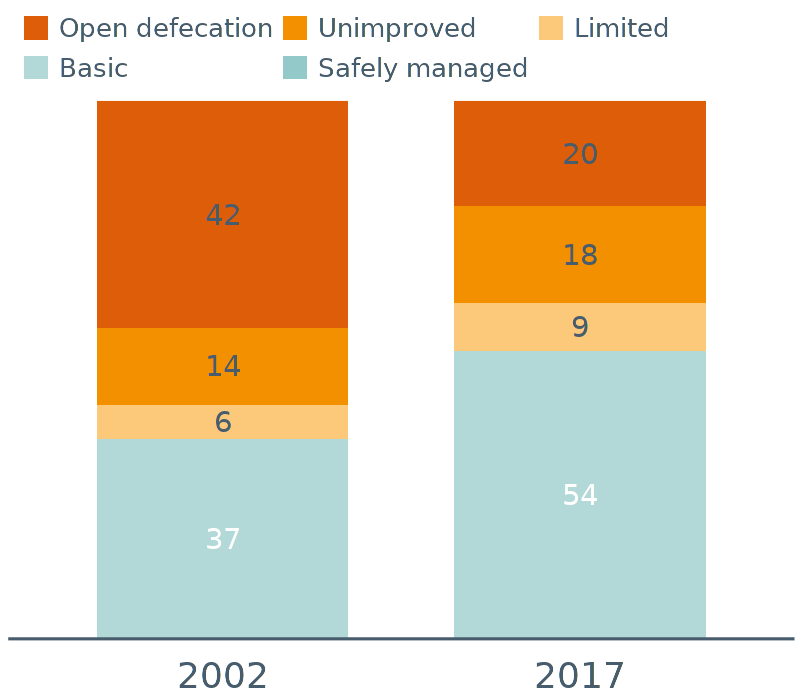 Open defecation Unimproved Limited
Basic Safely managed
42 20
14 18
6 9
37 54
2002 2017